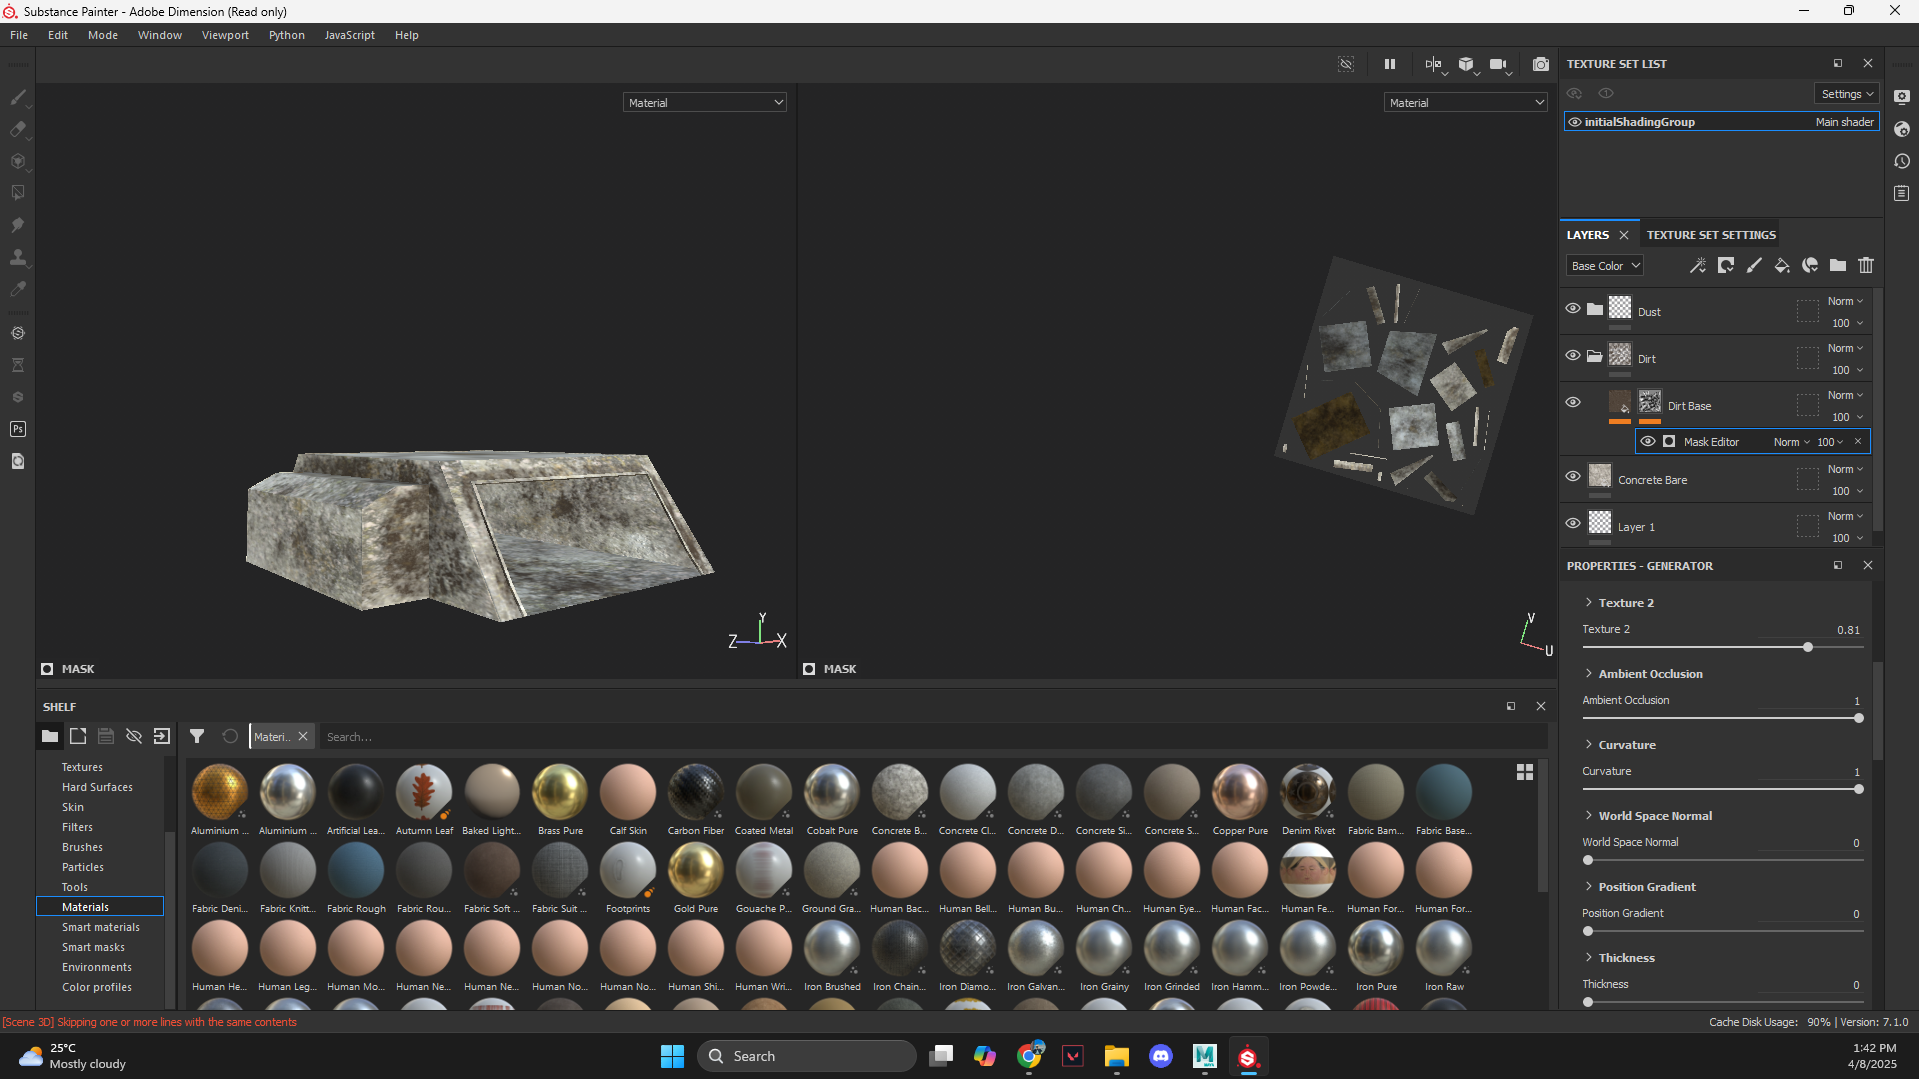 Substance Painter - Adobe Dimension (Read only)
File Edit Mode Window Viewport Python JavaScript Help
Material
Material
TEXTURE SET LIST
Settings
initialShadingGroup Main shader
LAYERS TEXTURE SET SETTINGS
Base Color
Dust Norm 100
Dirt Norm 100
Dirt Base Norm 100
Mask Editor Norm 100
Concrete Bare Norm 100
Layer 1 Norm 100
PROPERTIES - GENERATOR
Texture 2
Texture 2 0.81
Ambient Occlusion
Ambient Occlusion 1
Curvature
Curvature 1
World Space Normal
World Space Normal 0
Position Gradient
Position Gradient 0
Thickness
Thickness 0
Y
Z X
V
U
MASK
MASK
Ps
SHELF
Materi.. Search...
Textures
Hard Surfaces
Skin
Filters
Brushes
Particles
Tools
Materials
Smart materials
Smart masks
Environments
Color profiles
Aluminium ... Aluminium ... Artificial Lea... Autumn Leaf Baked Light... Brass Pure Calf Skin Carbon Fiber Coated Metal Cobalt Pure Concrete B... Concrete Cl... Concrete D... Concrete Si... Concrete S... Copper Pure Denim Rivet Fabric Bam... Fabric Base...
Fabric Deni... Fabric Knitt... Fabric Rough Fabric Rou... Fabric Soft ... Fabric Suit ... Footprints Gold Pure Gouache P... Ground Gra... Human Bac... Human Bell... Human Bu... Human Ch... Human Eye... Human Fac... Human Fe... Human For... Human For...
Human He... Human Leg... Human Mo... Human Ne... Human Ne... Human No... Human No... Human Shi... Human Wri... Iron Brushed Iron Chain... Iron Diamo... Iron Galvan... Iron Grainy Iron Grinded Iron Hamm... Iron Powde... Iron Pure Iron Raw
[Scene 3D] Skipping one or more lines with the same contents
Cache Disk Usage: 90% | Version: 7.1.0
25°C
Mostly cloudy
Search
1:42 PM
4/8/2025